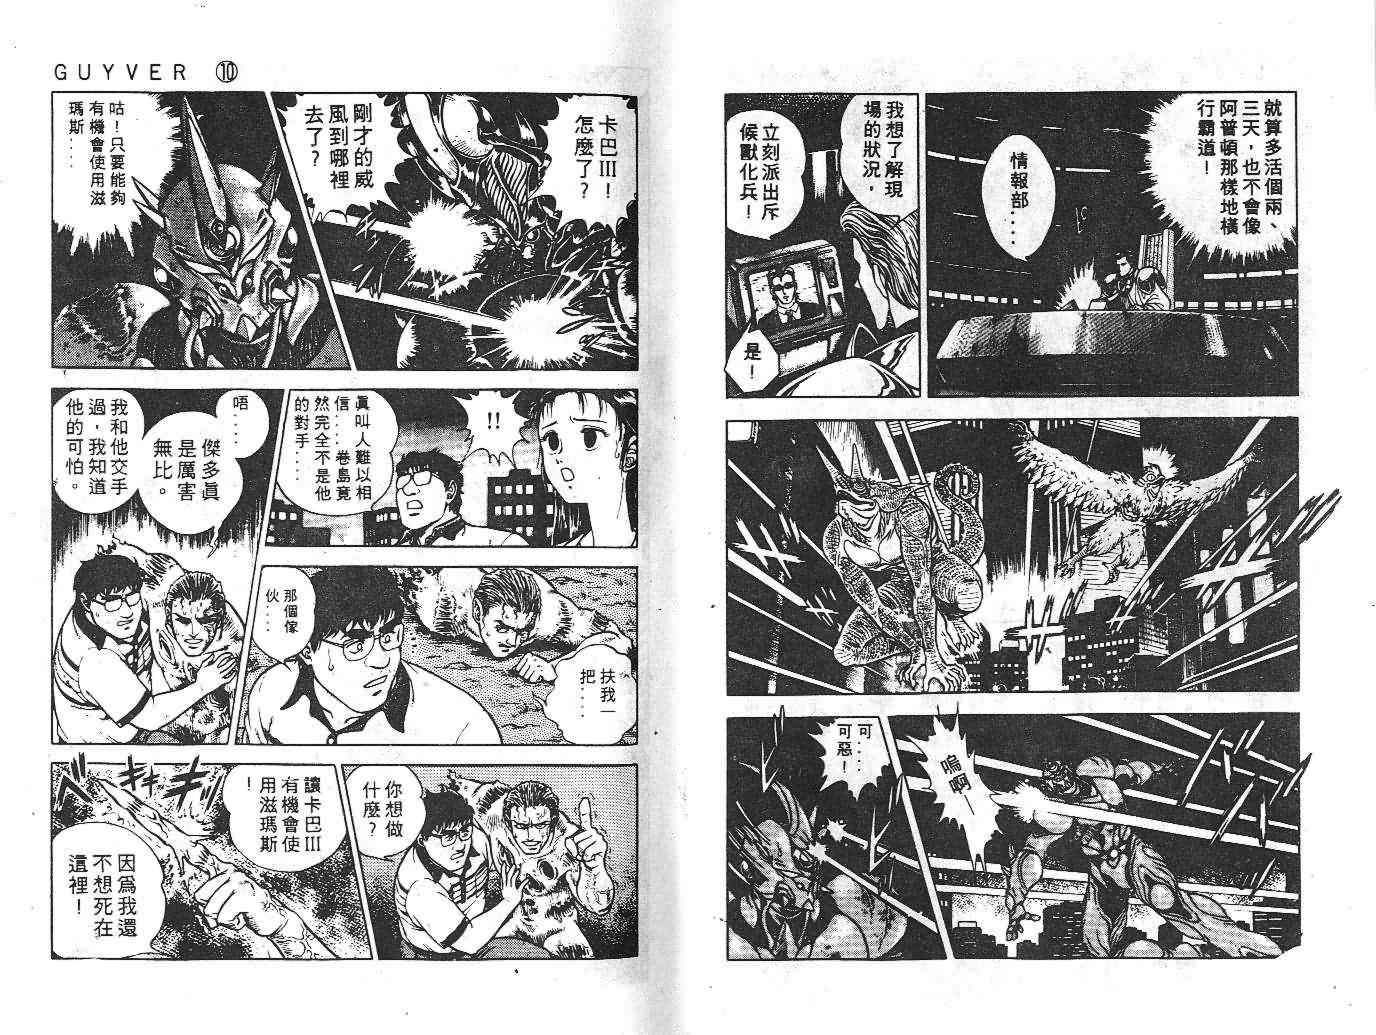 GUYVER ⑩
就算多活個兩、
三天，也不會像
阿普頓那樣地橫
行霸道！
情報部‥‥
我想了解現
場的狀況，
立刻派出斥
候獸化兵！
是！
嗚啊─
可‥‥
可惡！
卡巴III！
怎麼了？
剛才的威
風到哪裡
去了？
咕！只要能夠
有機會使用滋
瑪斯‥‥
!!
眞叫人難以相
信‥‥卷島竟
然完全不是他
的對手‥‥
唔‥‥
傑多眞
是厲害
無比。
我和他交手
過，我知道
他的可怕。
扶我一
把‥‥
那個傢
伙‥‥
你想做
什麼？
讓卡巴III
有機會使
用滋瑪斯
！
因爲我還
不想死在
這裡！